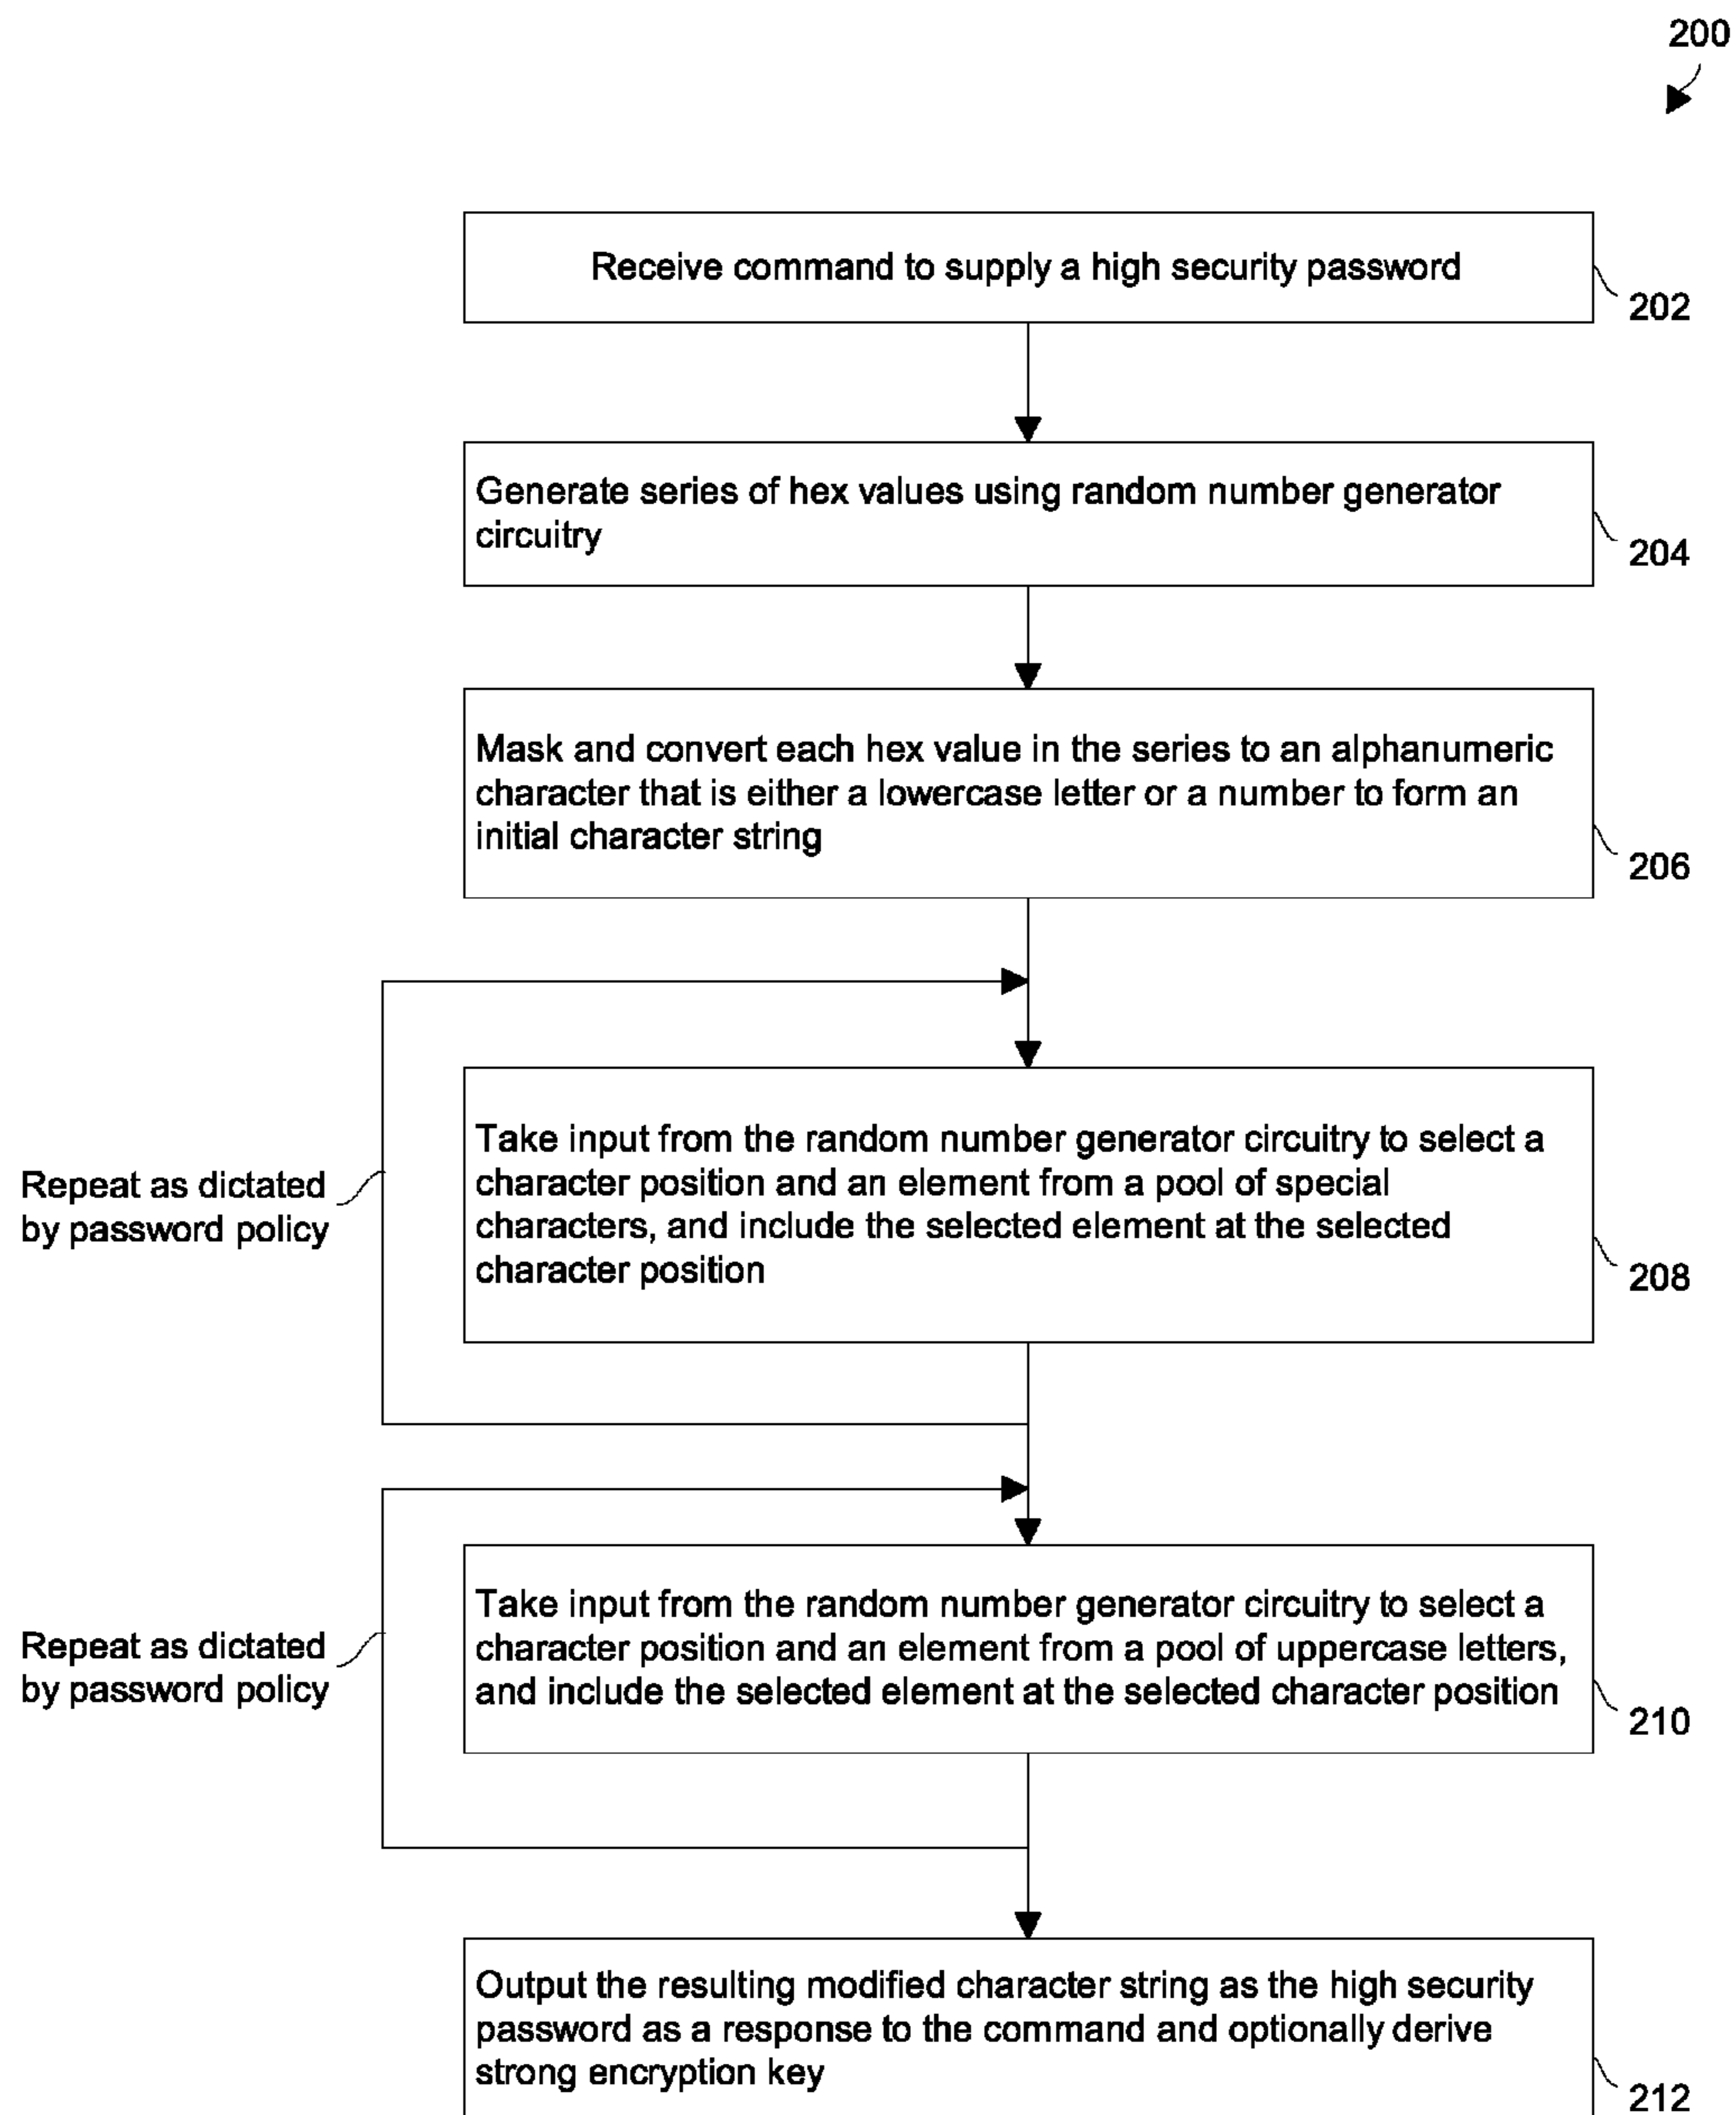 200
Receive command to supply a high security password
202
Generate series of hex values using random number generator
circuitry
204
Mask and convert each hex value in the series to an alphanumeric
character that is either a lowercase letter or a number to form an
initial character string
206
Take input from the random number generator circuitry to select a
character position and an element from a pool of special
characters, and include the selected element at the selected
character position
208
Repeat as dictated
by password policy
Take input from the random number generator circuitry to select a
character position and an element from a pool of uppercase letters,
and include the selected element at the selected character position
210
Repeat as dictated
by password policy
Output the resulting modified character string as the high security
password as a response to the command and optionally derive
strong encryption key
212